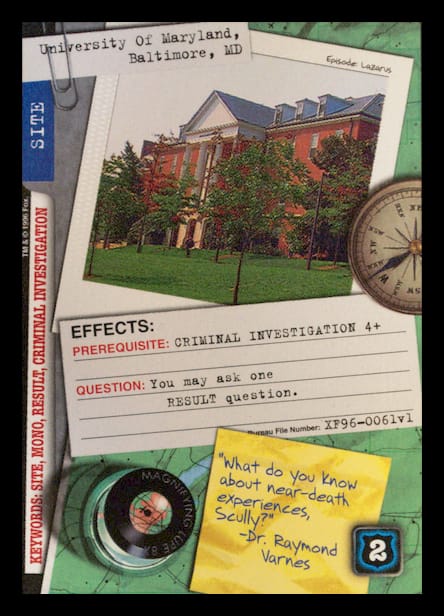 University Of Maryland,
Baltimore, MD
Episode: Lazarus
SITE
TM & © 1996 Fox.
KEYWORDS: SITE, MONO, RESULT, CRIMINAL INVESTIGATION
EFFECTS:
PREREQUISITE: CRIMINAL INVESTIGATION 4+
QUESTION: You may ask one
RESULT question.
Bureau File Number: XF96-0061v1
MAGNIFYING LUPE 8X
"What do you know
about near-death
experiences,
Scully?"
-Dr. Raymond
Varnes
2